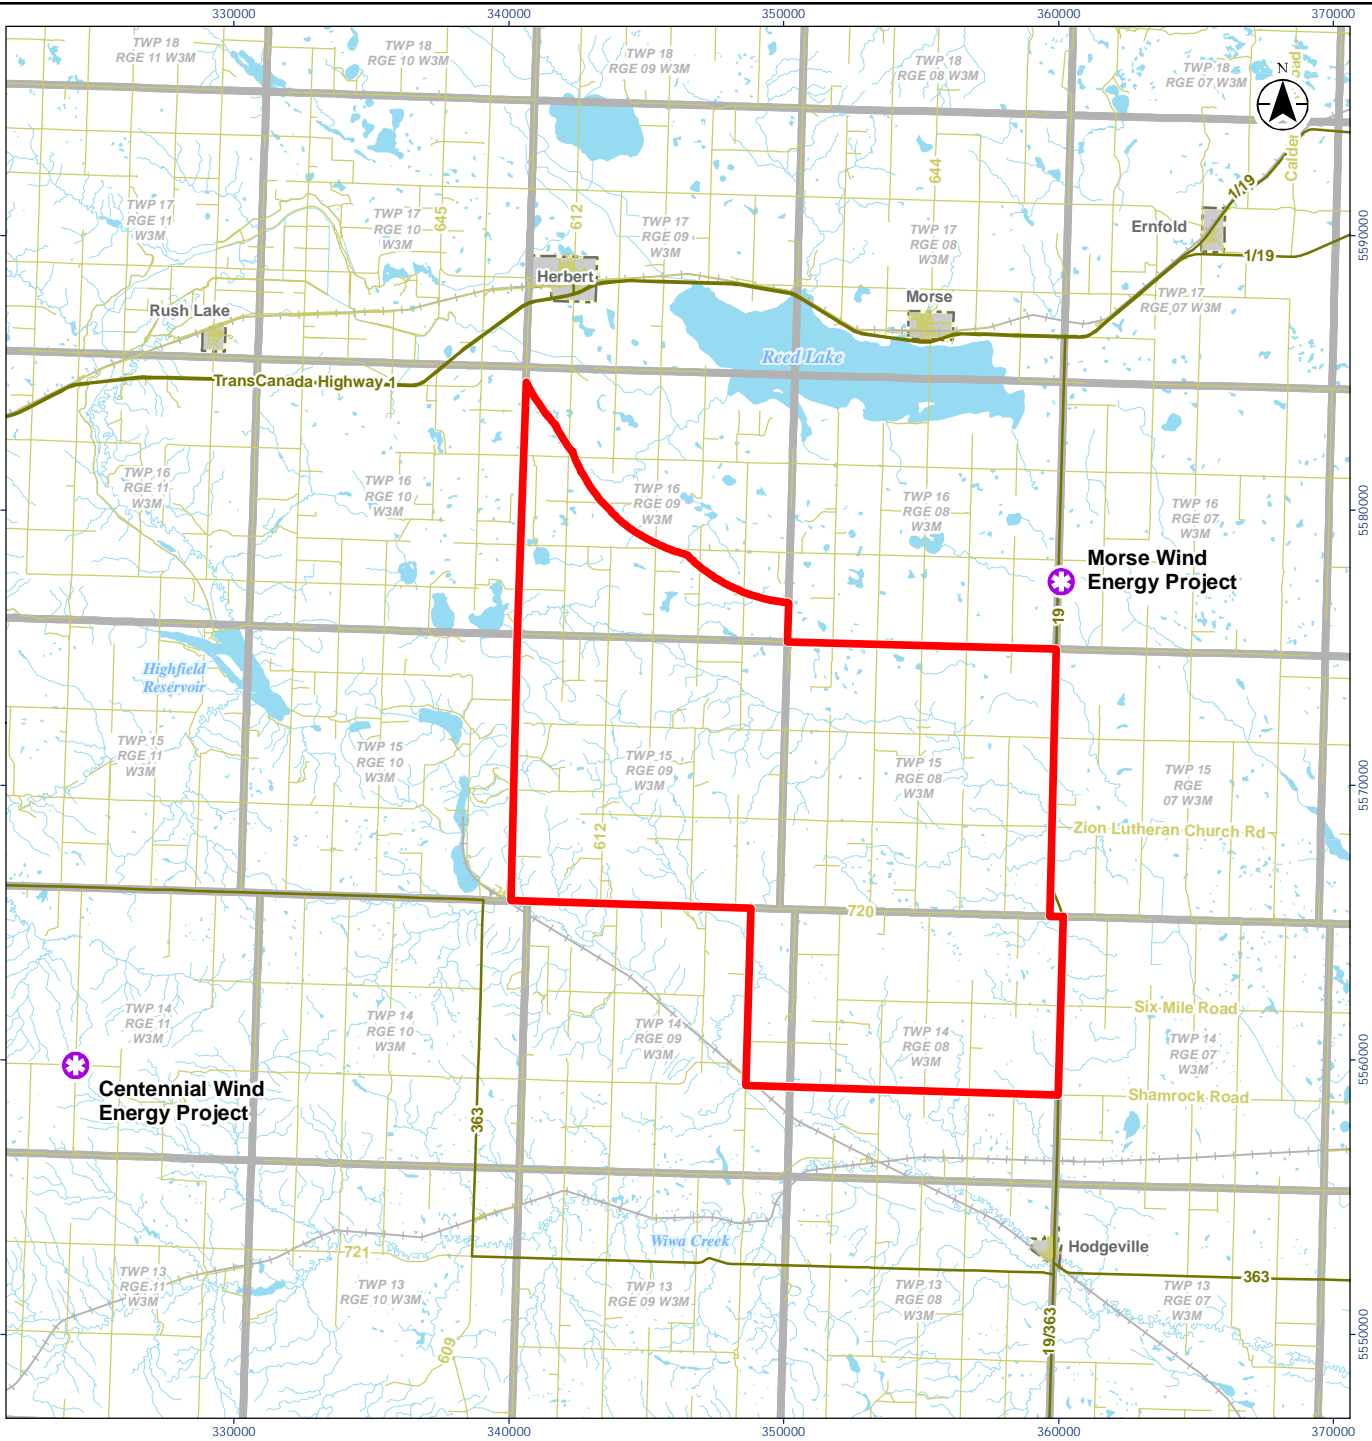 330000
340000
350000
360000
370000
TWP 18
RGE 11 W3M
TWP 18
RGE 10 W3M
TWP 18
RGE 09 W3M
TWP 18
RGE 08 W3M
TWP 18
RGE 07 W3M
N
644
1/19
TWP 17
RGE 11
W3M
TWP 17
RGE 10
W3M
645
612
TWP 17
RGE 09
W3M
TWP 17
RGE 08
W3M
Ernfold
1/19
5590000
Herbert
Rush Lake
Morse
TWP 17
RGE 07 W3M
Reed Lake
TransCanada Highway 1
TWP 16
RGE 11
W3M
TWP 16
RGE 10
W3M
TWP 16
RGE 09
W3M
TWP 16
RGE 08
W3M
TWP 16
RGE 07
W3M
5580000
Morse Wind
Energy Project
19
Highfield
Reservoir
TWP 15
RGE 11
W3M
TWP 15
RGE 10
W3M
TWP 15
RGE 09
W3M
TWP 15
RGE 08
W3M
TWP 15
RGE
07 W3M
5570000
612
Zion Lutheran Church Rd
720
TWP 14
RGE 11
W3M
TWP 14
RGE 10
W3M
TWP 14
RGE 09
W3M
TWP 14
RGE 08
W3M
Six Mile Road
TWP 14
RGE 07
W3M
5560000
Centennial Wind
Energy Project
363
Shamrock Road
721
Wiwa Creek
Hodgeville
TWP 13
RGE 11
W3M
TWP 13
RGE 10 W3M
TWP 13
RGE 09 W3M
TWP 13
RGE 08
W3M
363
TWP 13
RGE 07
W3M
609
19/363
5550000
330000
340000
350000
360000
370000